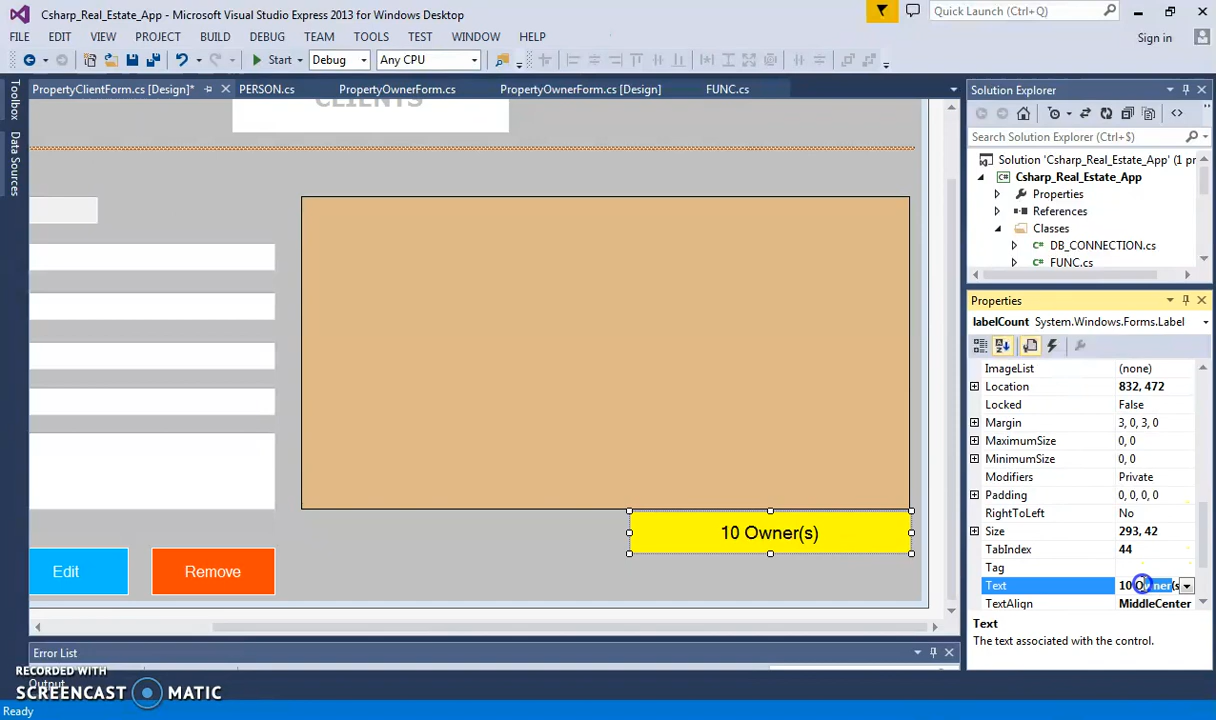 Csharp_Real_Estate_App - Microsoft Visual Studio Express 2013 for Windows Desktop
Quick Launch (Ctrl+Q)
FILE EDIT VIEW PROJECT BUILD DEBUG TEAM TOOLS TEST WINDOW HELP
Sign in
Start Debug Any CPU
PropertyClientForm.cs [Design]* PERSON.cs PropertyOwnerForm.cs PropertyOwnerForm.cs [Design] FUNC.cs
Toolbox
Data Sources
CLIENTS
10 Owner(s)
Edit
Remove
Error List
Output
RECORDED WITH
SCREENCAST MATIC
Ready
Solution Explorer
Search Solution Explorer (Ctrl+$)
Solution 'Csharp_Real_Estate_App' (1 pr
Csharp_Real_Estate_App
Properties
References
Classes
DB_CONNECTION.cs
FUNC.cs
Properties
labelCount System.Windows.Forms.Label
ImageList (none)
Location 832, 472
Locked False
Margin 3, 0, 3, 0
MaximumSize 0, 0
MinimumSize 0, 0
Modifiers Private
Padding 0, 0, 0, 0
RightToLeft No
Size 293, 42
TabIndex 44
Tag
Text 10 Owner(s
TextAlign MiddleCenter
Text
The text associated with the control.